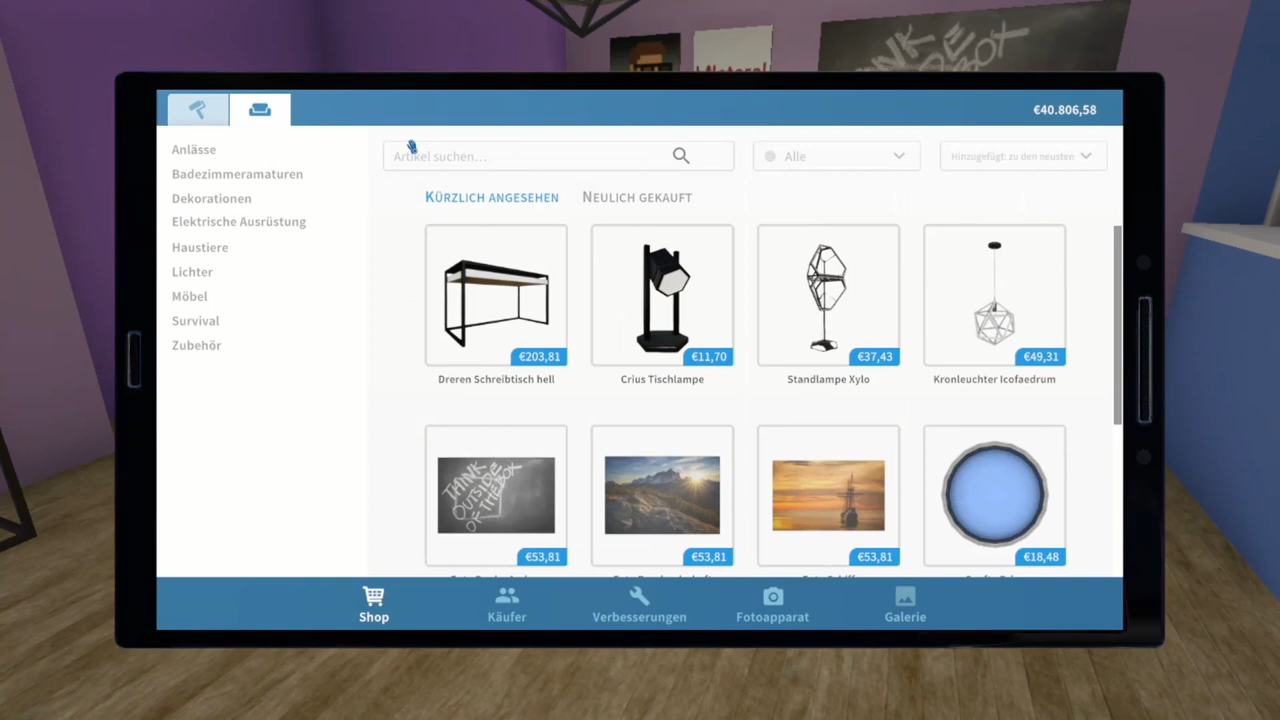 THINK
€40.806,58
Artikel suchen...
Alle
Hinzugefügt: zu den neusten
Anlässe
Badezimmeramaturen
Dekorationen
Elektrische Ausrüstung
Haustiere
Lichter
Möbel
Survival
Zubehör
KÜRZLICH ANGESEHEN
NEULICH GEKAUFT
€203,81
€11,70
€37,43
€49,31
Dreren Schreibtisch hell
Crius Tischlampe
Standlampe Xylo
Kronleuchter Icofaedrum
THINK
OUTSIDE
OF THE BOX
€53,81
€53,81
€53,81
€18,48
Shop
Käufer
Verbesserungen
Fotoapparat
Galerie